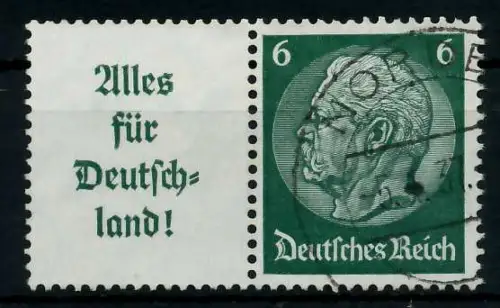 Alles
für
Deutsch=
land!
6 6
Deutsches Reich